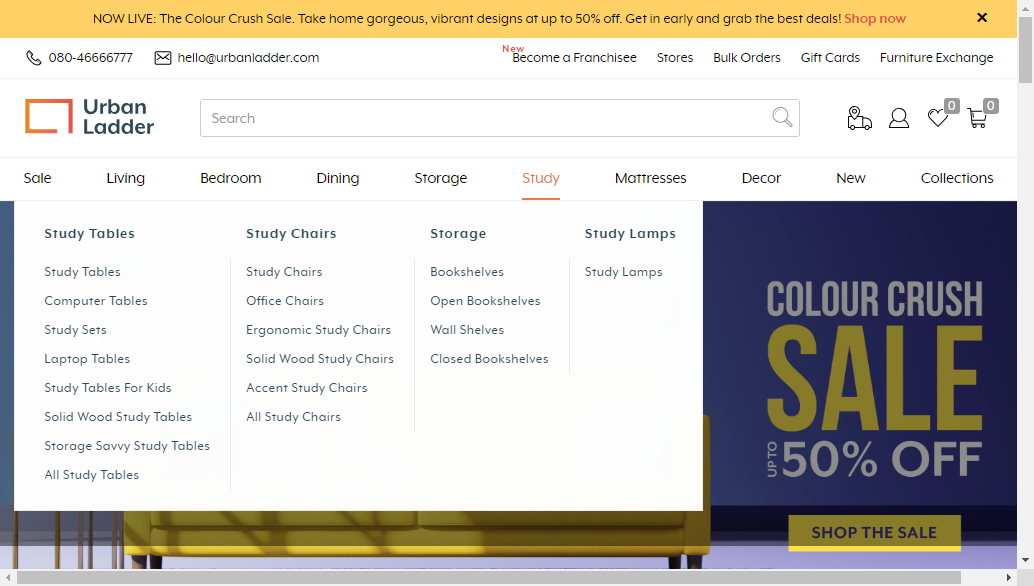 NOW LIVE: The Colour Crush Sale. Take home gorgeous, vibrant designs at up to 50% off. Get in early and grab the best deals! Shop now
080-46666777
hello@urbanladder.com
New
Become a Franchisee
Stores
Bulk Orders
Gift Cards
Furniture Exchange
Urban
Ladder
Search
0
0
Sale
Living
Bedroom
Dining
Storage
Study
Mattresses
Decor
New
Collections
Study Tables
Study Tables
Computer Tables
Study Sets
Laptop Tables
Study Tables For Kids
Solid Wood Study Tables
Storage Savvy Study Tables
All Study Tables
Study Chairs
Study Chairs
Office Chairs
Ergonomic Study Chairs
Solid Wood Study Chairs
Accent Study Chairs
All Study Chairs
Storage
Bookshelves
Open Bookshelves
Wall Shelves
Closed Bookshelves
Study Lamps
Study Lamps
COLOUR CRUSH
SALE
UPTO 50% OFF
SHOP THE SALE